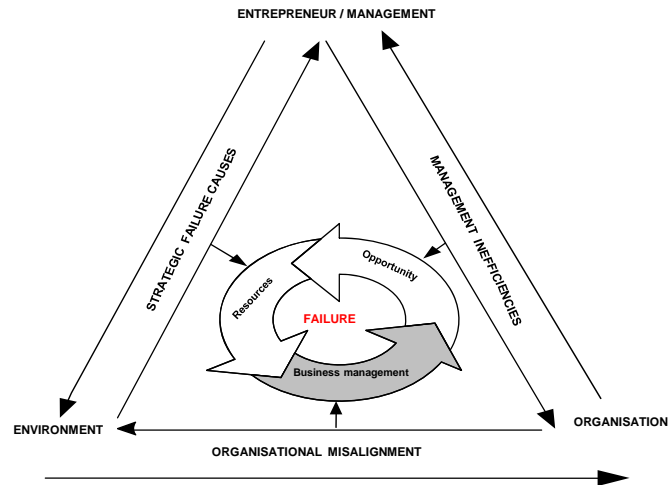 ENTREPRENEUR / MANAGEMENT
STRATEGIC FAILURE CAUSES
MANAGEMENT INEFFICIENCIES
Opportunity
Resources
FAILURE
Business management
ENVIRONMENT
ORGANISATION
ORGANISATIONAL MISALIGNMENT